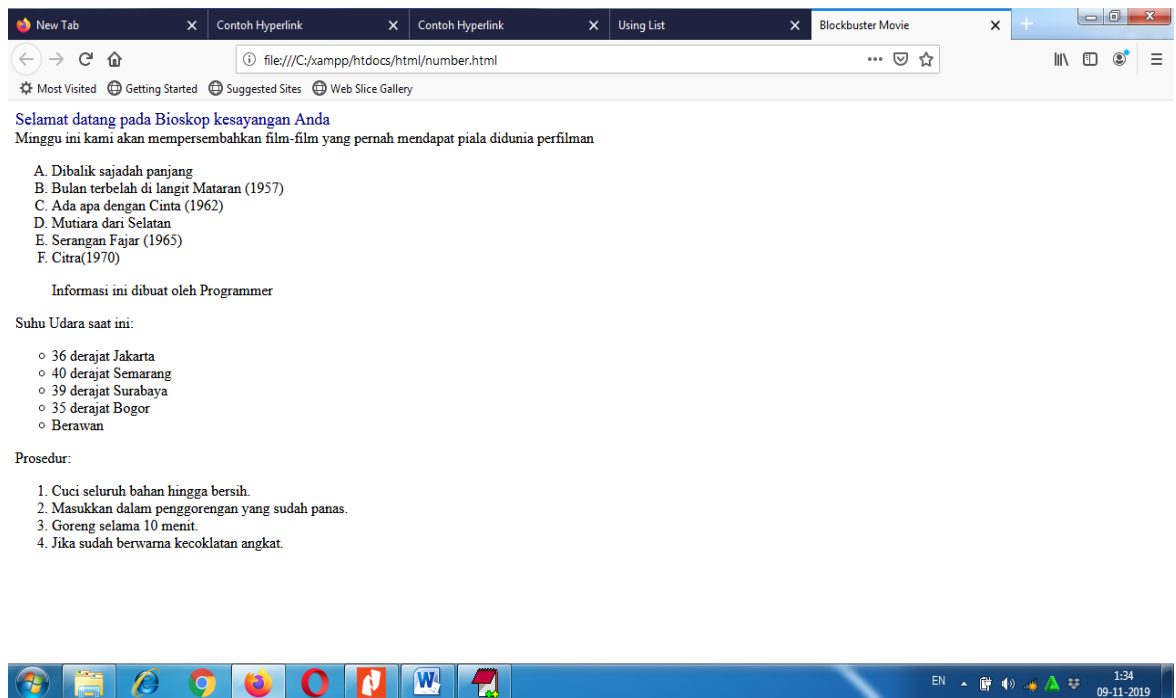 New Tab
Contoh Hyperlink
Contoh Hyperlink
Using List
Blockbuster Movie
file:///C:/xampp/htdocs/html/number.html
Most Visited Getting Started Suggested Sites Web Slice Gallery
Selamat datang pada Bioskop kesayangan Anda
Minggu ini kami akan mempersembahkan film-film yang pernah mendapat piala didunia perfilman
A. Dibalik sajadah panjang
B. Bulan terbelah di langit Mataran (1957)
C. Ada apa dengan Cinta (1962)
D. Mutiara dari Selatan
E. Serangan Fajar (1965)
F. Citra(1970)
Informasi ini dibuat oleh Programmer
Suhu Udara saat ini:
36 derajat Jakarta
40 derajat Semarang
39 derajat Surabaya
35 derajat Bogor
Berawan
Prosedur:
1. Cuci seluruh bahan hingga bersih.
2. Masukkan dalam penggorengan yang sudah panas.
3. Goreng selama 10 menit.
4. Jika sudah berwarna kecoklatan angkat.
EN
1:34
09-11-2019